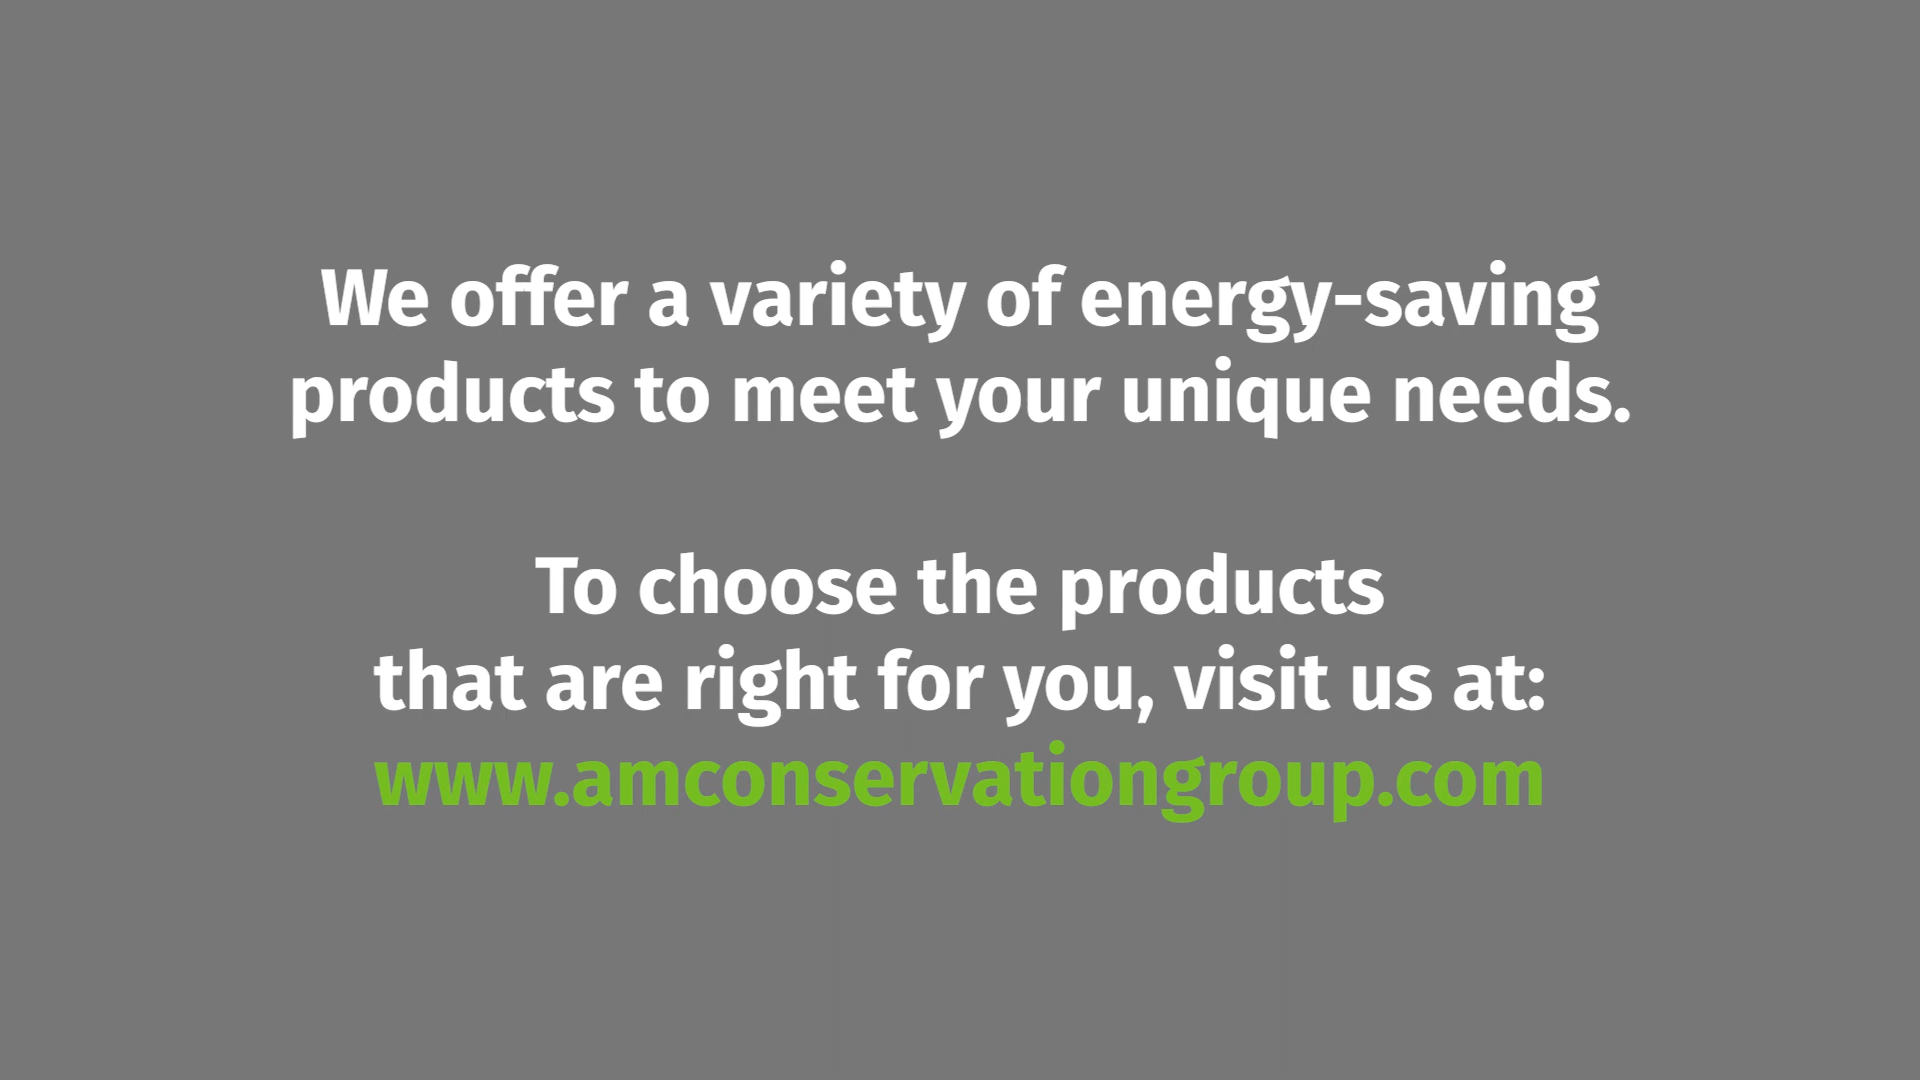 We offer a variety of energy-saving
products to meet your unique needs.
To choose the products
that are right for you, visit us at:
www.amconservationgroup.com